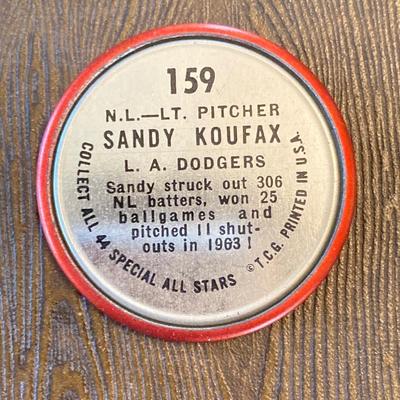 159
N.L.—LT. PITCHER
SANDY KOUFAX
L. A. DODGERS
Sandy struck out 306
NL batters, won 25
ballgames and
pitched 11 shut-
outs in 1963!
COLLECT ALL 44 SPECIAL ALL STARS
©T.C.G. PRINTED IN U.S.A.